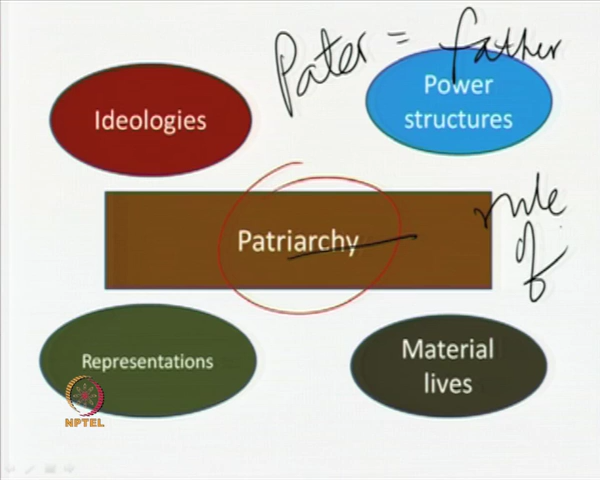 Pater = father
Ideologies
Power
structures
Patriarchy
rule
of
Representations
Material
lives
NPTEL